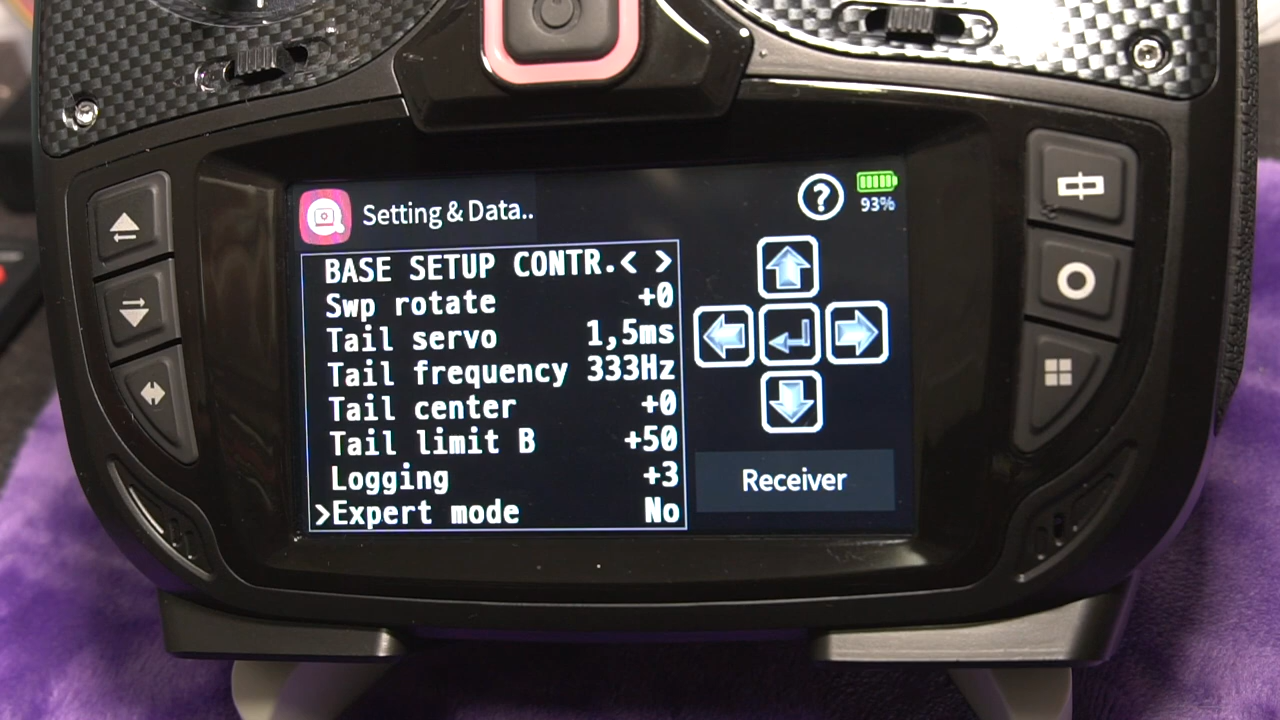 Setting & Data..
93%
BASE SETUP CONTR.< >
Swp rotate +0
Tail servo 1,5ms
Tail frequency 333Hz
Tail center +0
Tail limit B +50
Logging +3
>Expert mode No
Receiver
?